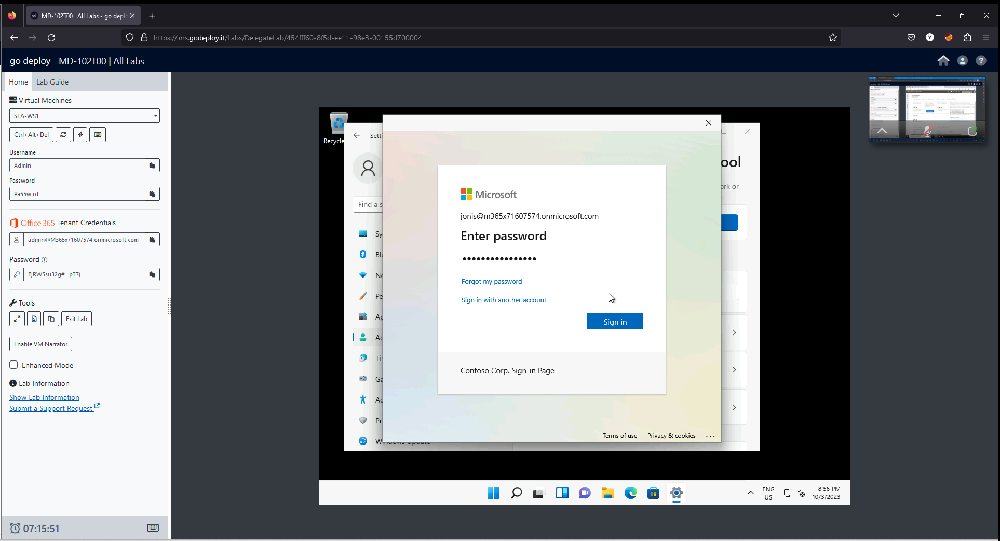 MD-102T00 | All Labs - go deplo
https://lms.godeploy.it/Labs/DelegateLab/454fff60-8f5d-ee11-98e3-00155d700004
go deploy MD-102T00 | All Labs
Home Lab Guide
Virtual Machines
SEA-WS1
Ctrl+Alt+Del
Username
Admin
Password
Pa55w.rd
Office 365 Tenant Credentials
admin@M365x71607574.onmicrosoft.com
Password
B;RW5su32g#=pT7(
Tools
Exit Lab
Enable VM Narrator
Enhanced Mode
Lab Information
Show Lab Information
Submit a Support Request
07:15:51
Recycle
Setti
Find a s
Sy
Blu
Ne
Pe
Ap
Ac
Tir
Ga
Ac
Pr
Windows Update
ool
ork or
Microsoft
jonis@m365x71607574.onmicrosoft.com
Enter password
Forgot my password
Sign in with another account
Sign in
Contoso Corp. Sign-in Page
Terms of use Privacy & cookies ...
ENG
US
8:56 PM
10/3/2023